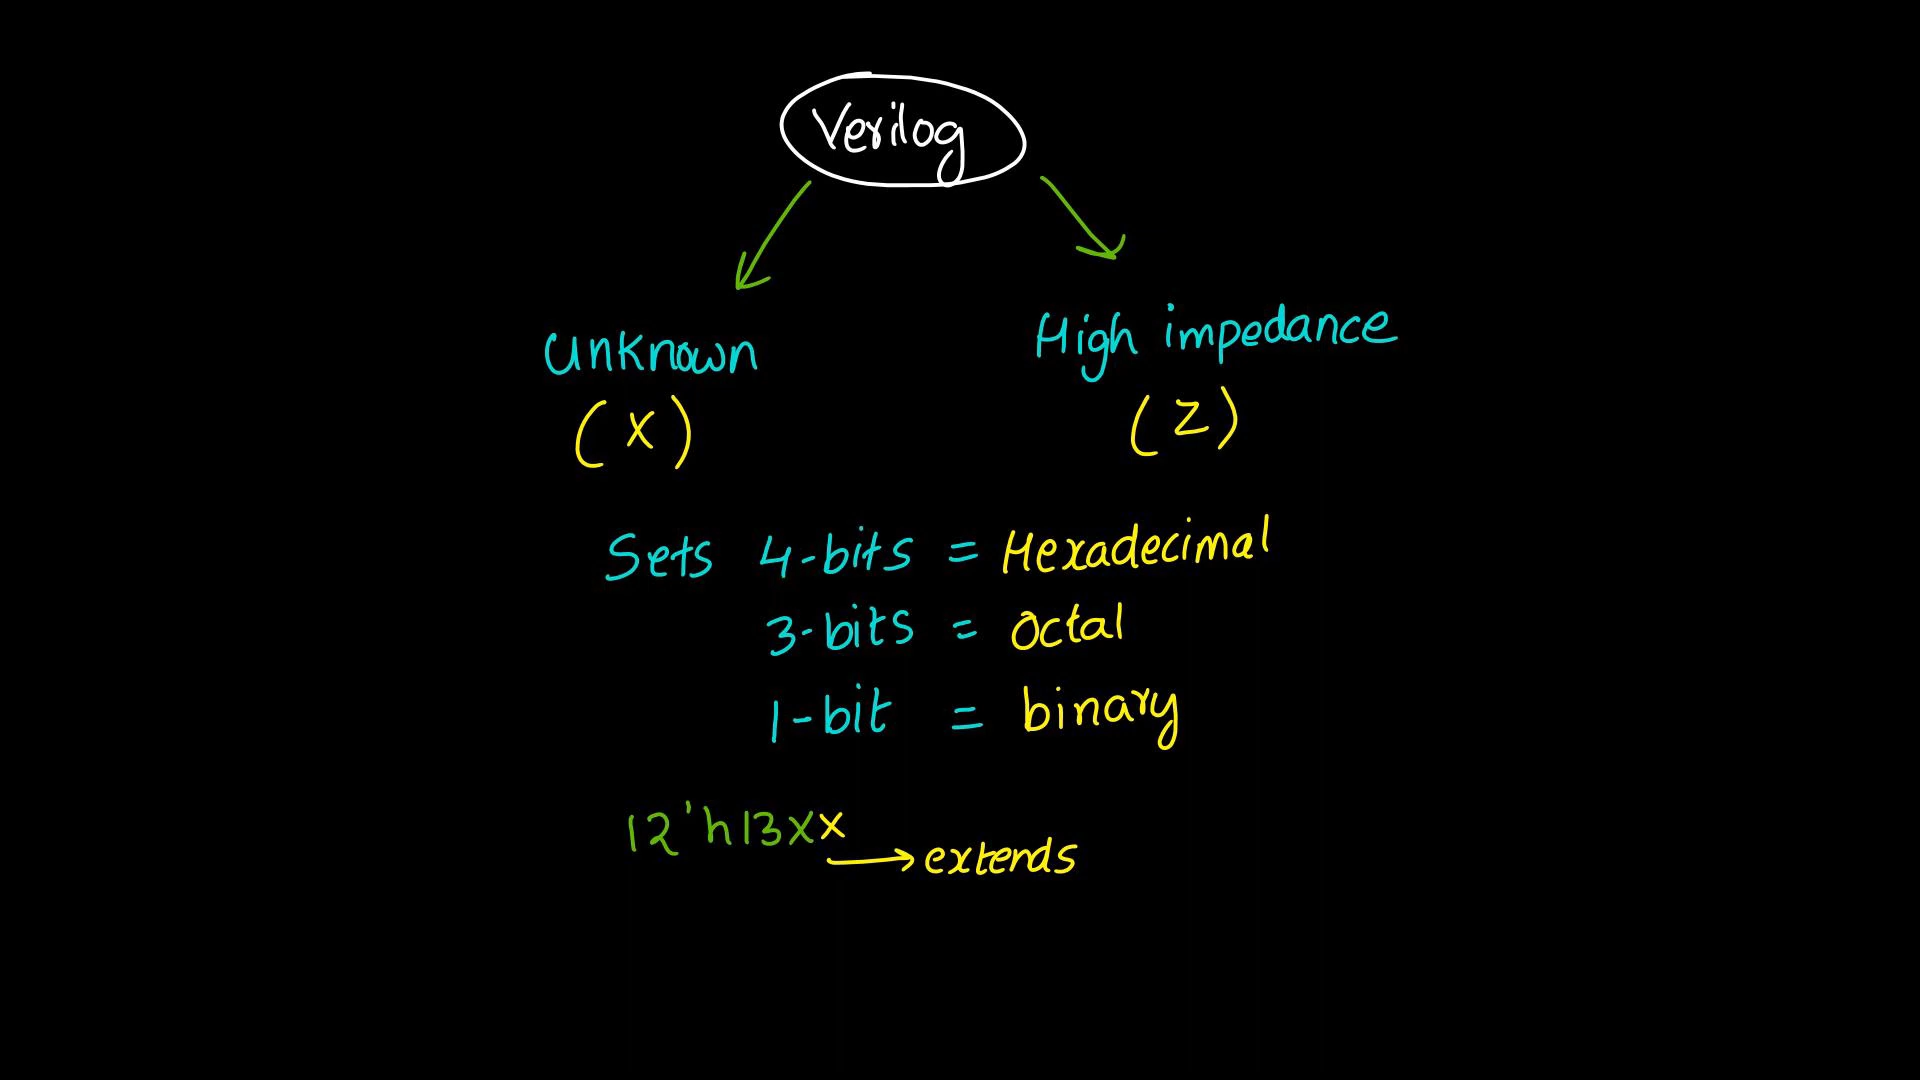 Verilog
Unknown
High impedance
(X)
(Z)
Sets 4-bits = Hexadecimal
3-bits = Octal
1-bit = binary
12'h13xx
extends